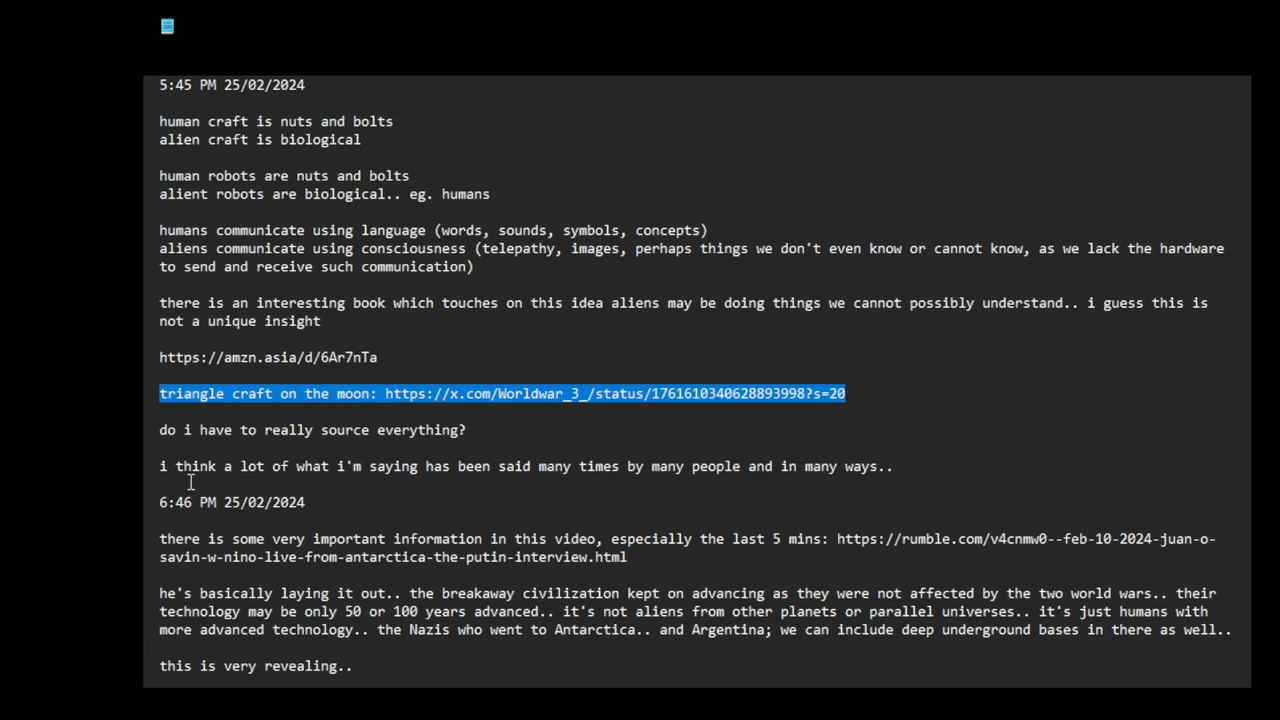 5:45 PM 25/02/2024
human craft is nuts and bolts
alien craft is biological
human robots are nuts and bolts
alient robots are biological.. eg. humans
humans communicate using language (words, sounds, symbols, concepts)
aliens communicate using consciousness (telepathy, images, perhaps things we don't even know or cannot know, as we lack the hardware
to send and receive such communication)
there is an interesting book which touches on this idea aliens may be doing things we cannot possibly understand.. i guess this is
not a unique insight
https://amzn.asia/d/6Ar7nTa
triangle craft on the moon: https://x.com/Worldwar_3_/status/1761610340628893998?s=20
do i have to really source everything?
i think a lot of what i'm saying has been said many times by many people and in many ways..
6:46 PM 25/02/2024
there is some very important information in this video, especially the last 5 mins: https://rumble.com/v4cnmw0--feb-10-2024-juan-o-
savin-w-nino-live-from-antarctica-the-putin-interview.html
he's basically laying it out.. the breakaway civilization kept on advancing as they were not affected by the two world wars.. their
technology may be only 50 or 100 years advanced.. it's not aliens from other planets or parallel universes.. it's just humans with
more advanced technology.. the Nazis who went to Antarctica.. and Argentina; we can include deep underground bases in there as well..
this is very revealing..